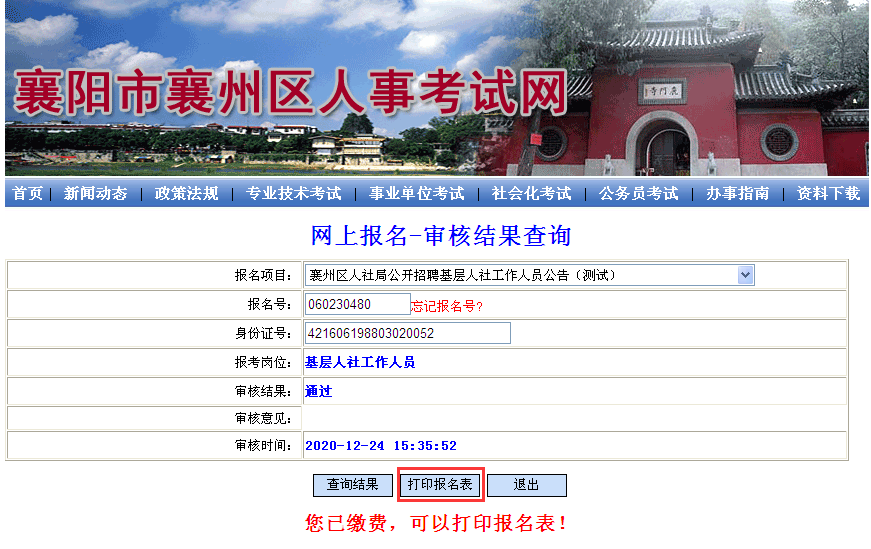 襄阳市襄州区人事考试网
鹿門寺
首页 | 新闻动态 | 政策法规 | 专业技术考试 | 事业单位考试 | 社会化考试 | 公务员考试 | 办事指南 | 资料下载
网上报名-审核结果查询
报名项目： 襄州区人社局公开招聘基层人社工作人员公告（测试）
报名号： 060230480 忘记报名号?
身份证号： 421606198803020052
报考岗位： 基层人社工作人员
审核结果： 通过
审核意见：
审核时间： 2020-12-24 15:35:52
查询结果 打印报名表 退出
您已缴费，可以打印报名表！